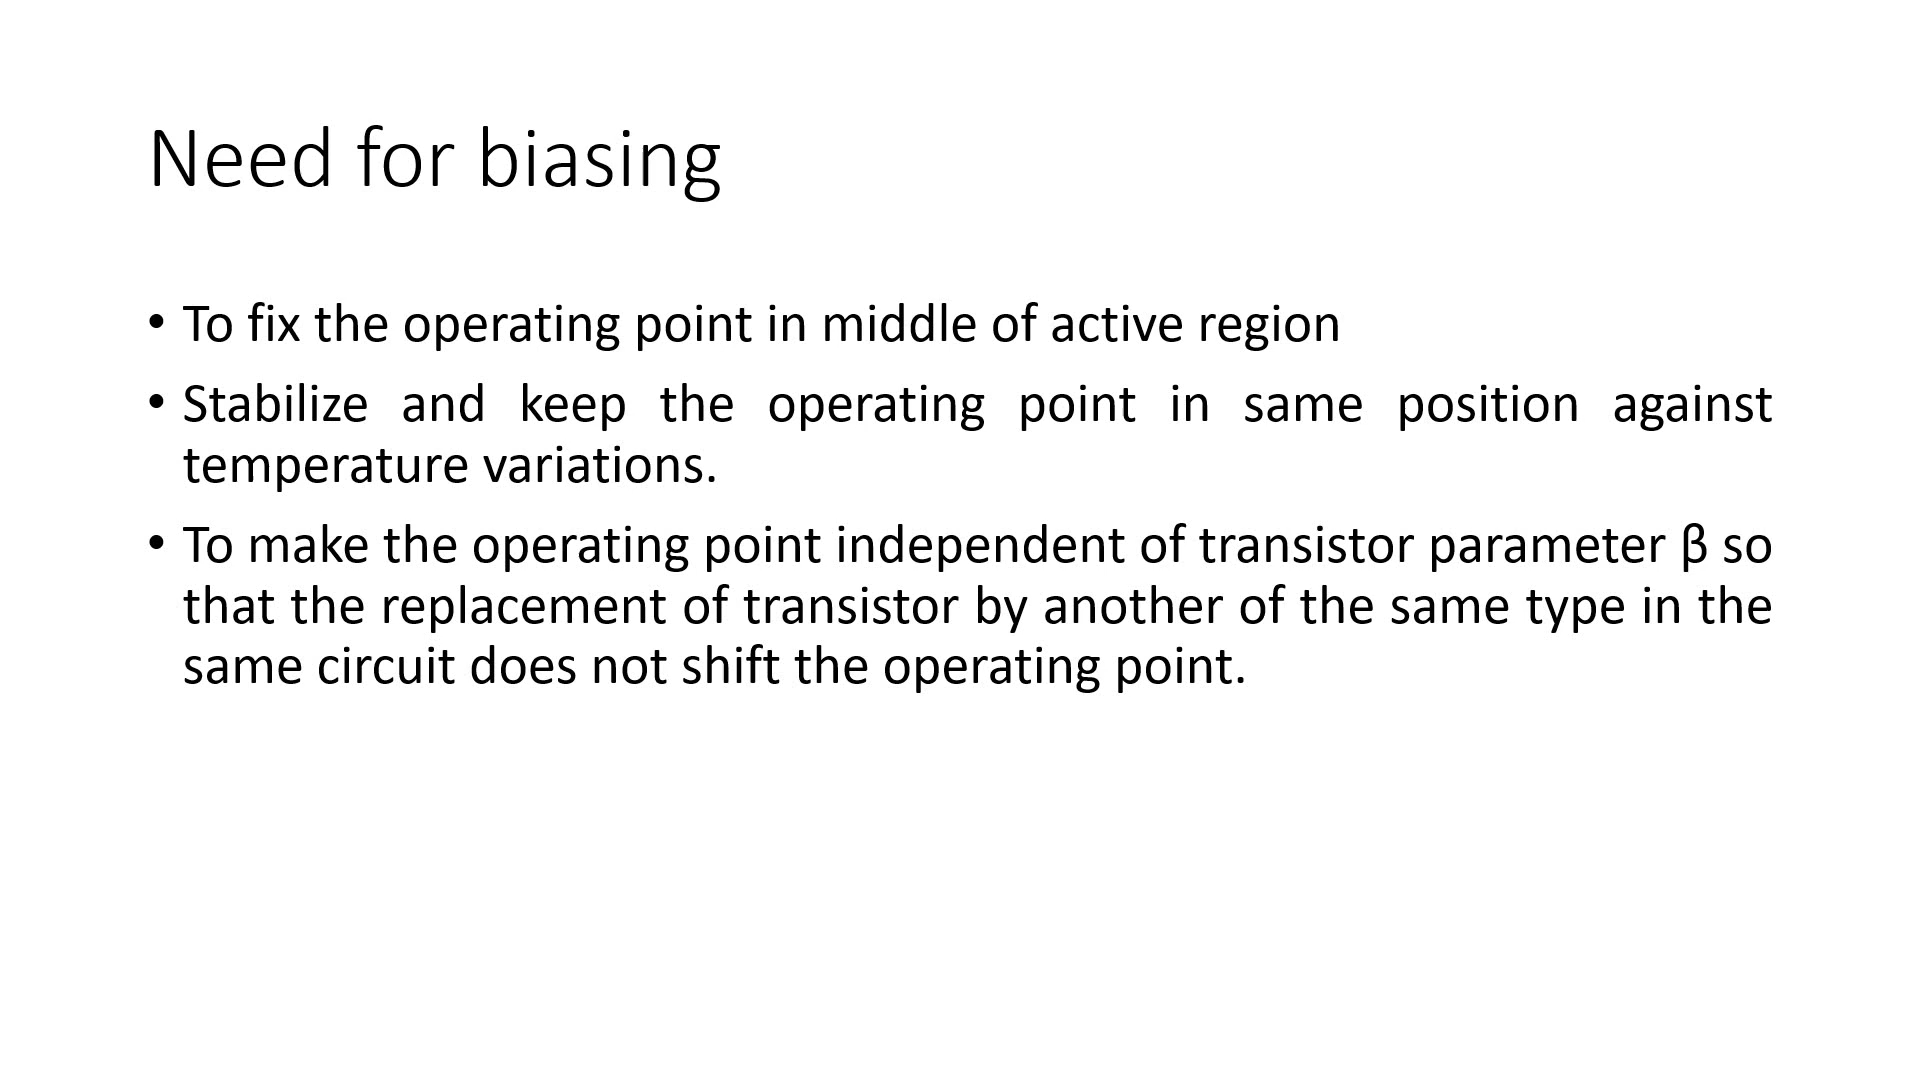 Need for biasing
• To fix the operating point in middle of active region
• Stabilize and keep the operating point in same position against
temperature variations.
• To make the operating point independent of transistor parameter β so
that the replacement of transistor by another of the same type in the
same circuit does not shift the operating point.